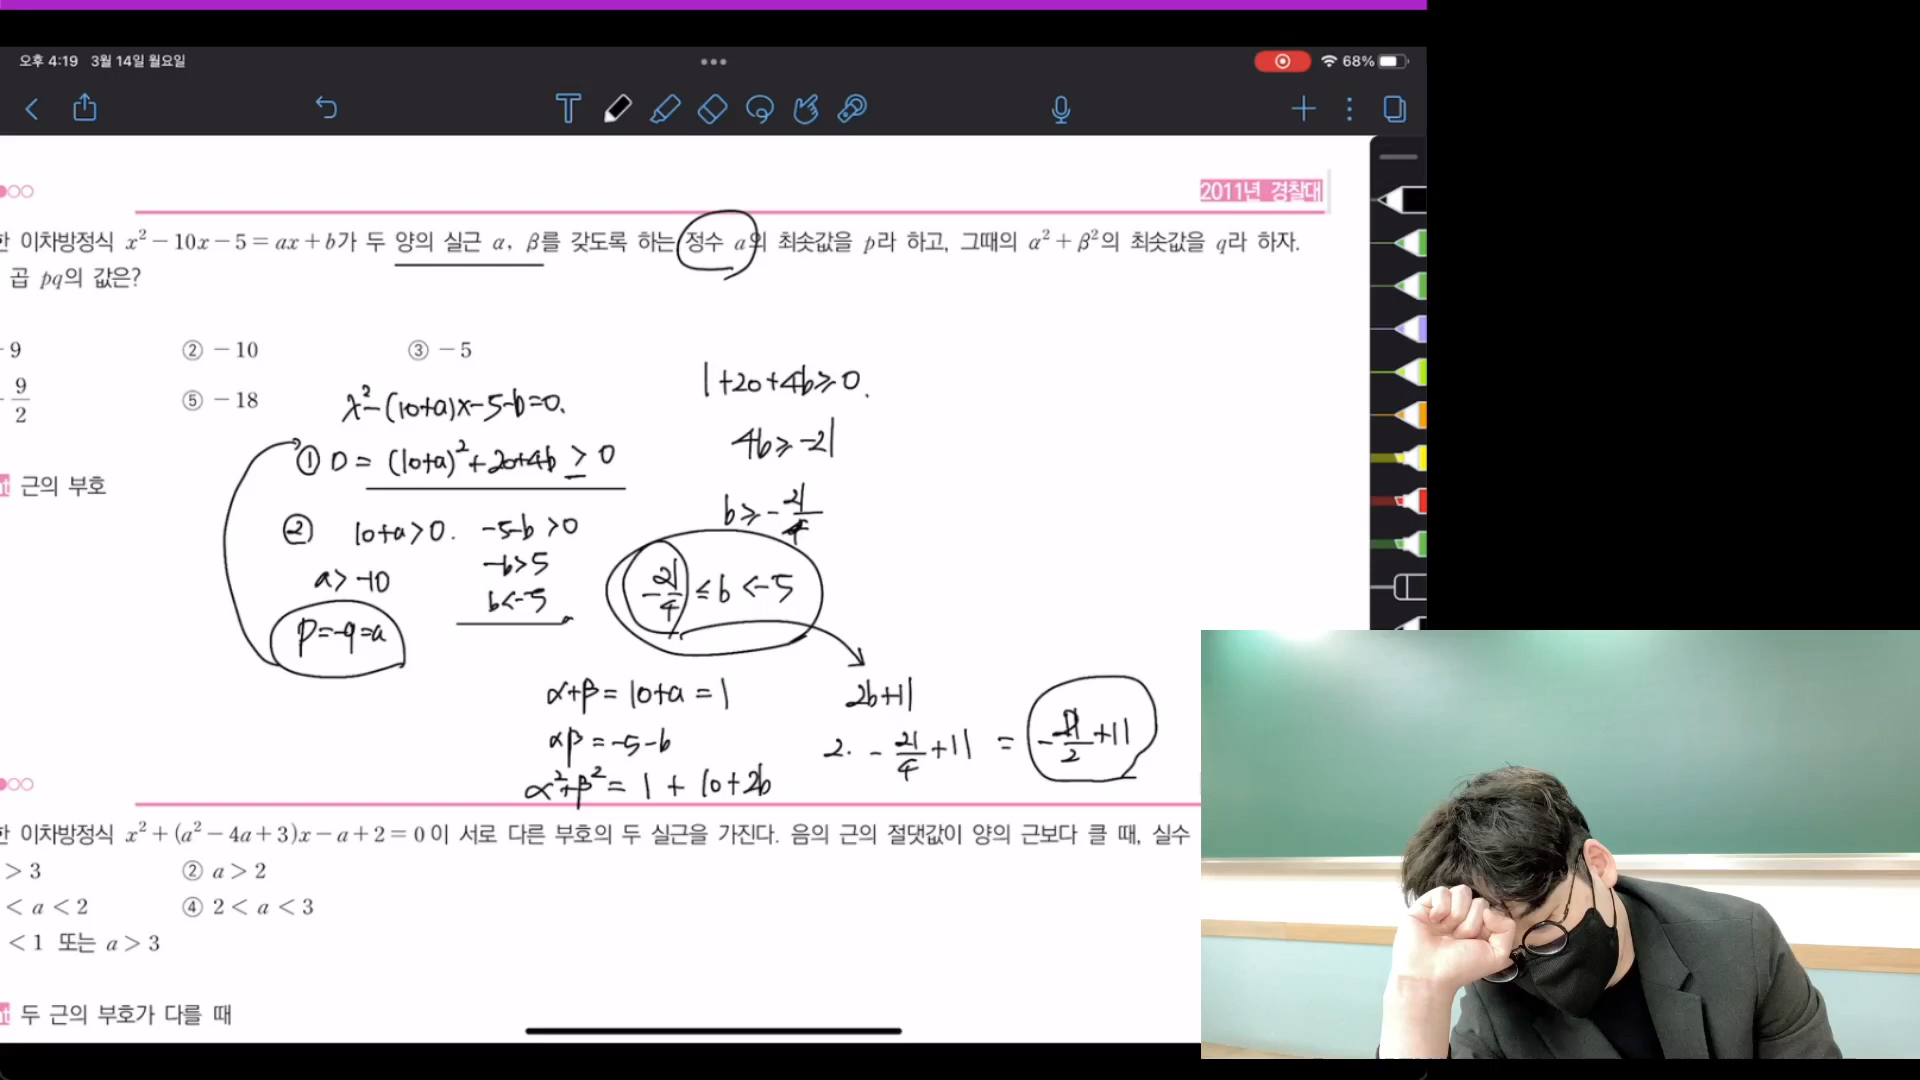 오후 4:19 3월 14일 월요일
68%
2011년 경찰대
한 이차방정식 x² − 10x − 5 = ax + b가 두 양의 실근 α, β를 갖도록 하는 정수 a의 최솟값을 p라 하고, 그때의 α² + β²의 최솟값을 q라 하자.
곱 pq의 값은?
- 9
② −10
③ −5
- 9/2
⑤ −18
x²-(10+a)x-5-b=0.
① D = (10+a)²+20+4b ≥ 0
② 10+a>0. -5-b>0
-b>5
a>-10
b<-5
p=-9=a
1+20+4b≥0.
4b≥-21
b≥-21/4
-21/4 ≤ b <-5
α+β = 10+a = 1
αβ = -5-b
α²+β² = 1 + 10+2b
2b+11
2. - 21/4 +11 = -21/2 +11
근의 부호
한 이차방정식 x² + (a² − 4a + 3)x − a + 2 = 0이 서로 다른 부호의 두 실근을 가진다. 음의 근의 절댓값이 양의 근보다 클 때, 실수
> 3
② a > 2
< a < 2
④ 2 < a < 3
< 1 또는 a > 3
두 근의 부호가 다를 때